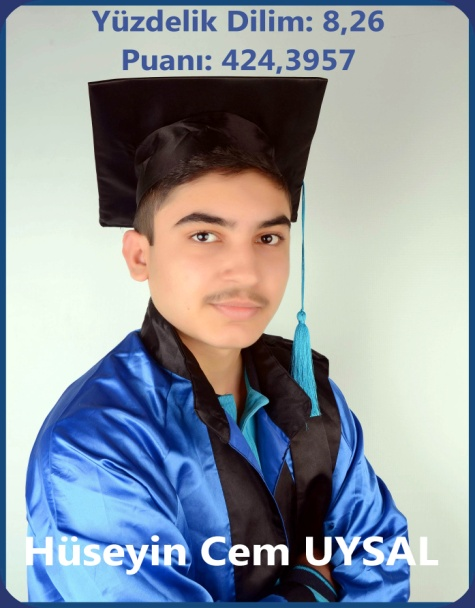 Yüzdelik Dilim: 8,26
Puanı: 424,3957
Hüseyin Cem UYSAL